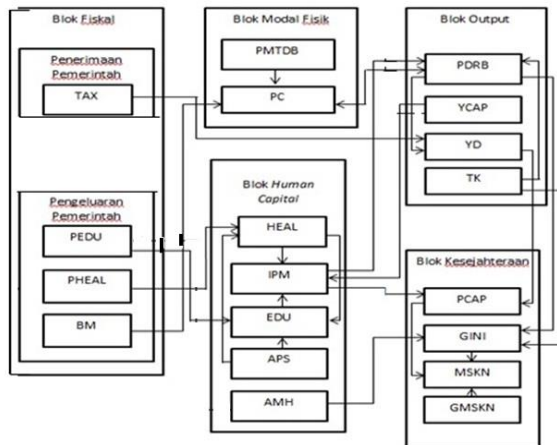 Blok Fiskal
Penerimaan
Pemerintah
TAX
Pengeluaran
Pemerintah
PEDU
PHEAL
BM
Blok Modal Fisik
PMTDB
PC
Blok Human
Capital
HEAL
IPM
EDU
APS
AMH
Blok Output
PDRB
YCAP
YD
TK
Blok Kesejahteraan
PCAP
GINI
MSKN
GMSKN